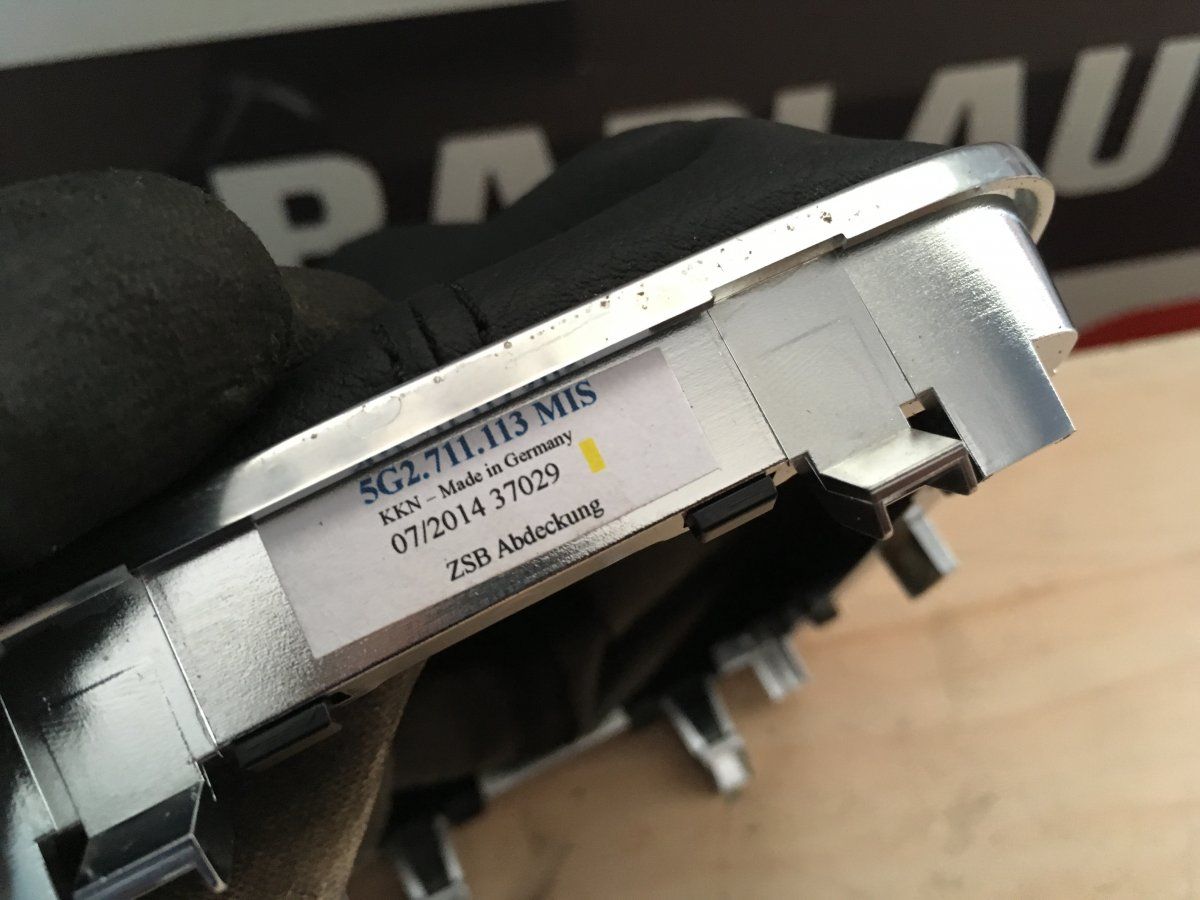 5G2.711.113 MIS
KKN – Made in Germany
07/2014 37029
ZSB Abdeckung